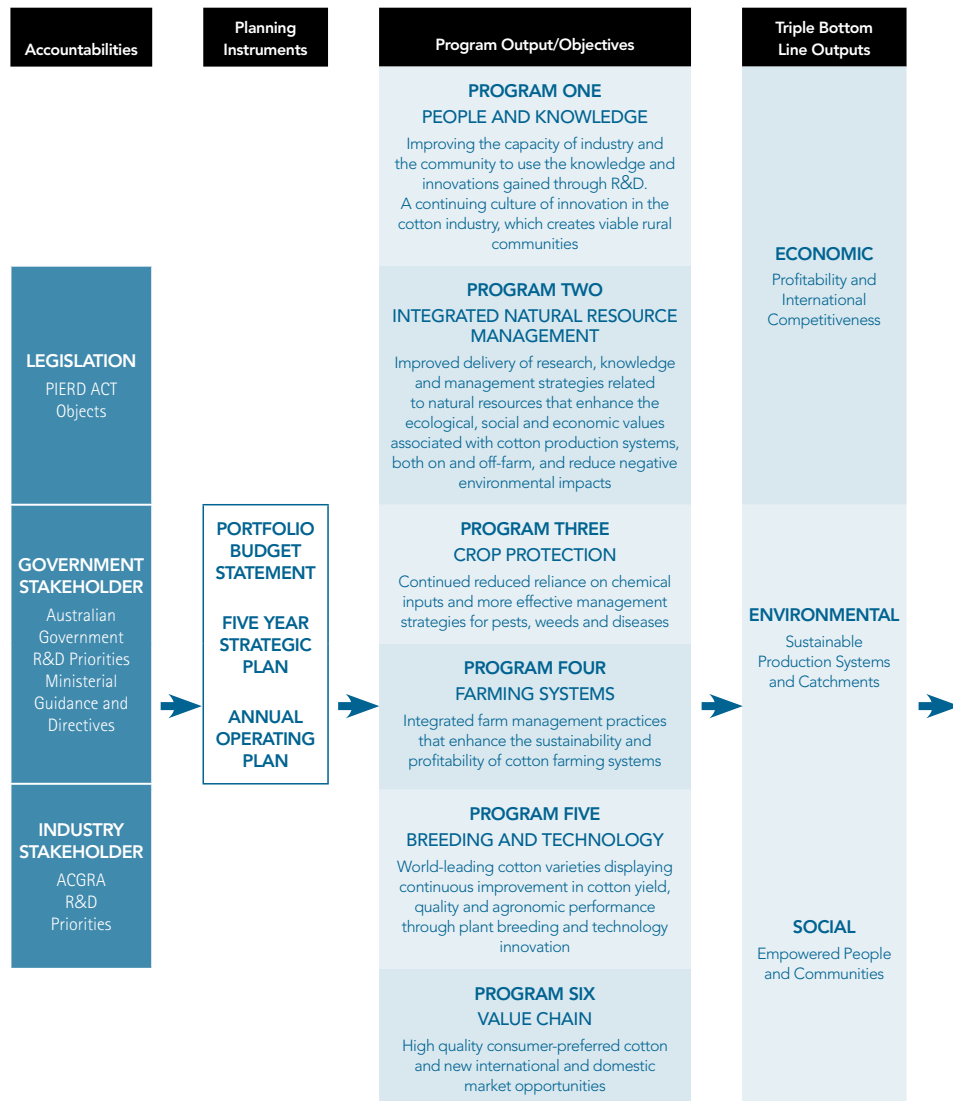 Accountabilities
Planning
Instruments
Program Output/Objectives
Triple Bottom
Line Outputs
LEGISLATION
PIERD ACT
Objects
GOVERNMENT
STAKEHOLDER
Australian
Government
R&D Priorities
Ministerial
Guidance and
Directives
INDUSTRY
STAKEHOLDER
ACGRA
R&D
Priorities
PORTFOLIO
BUDGET
STATEMENT
FIVE YEAR
STRATEGIC
PLAN
ANNUAL
OPERATING
PLAN
PROGRAM ONE
PEOPLE AND KNOWLEDGE
Improving the capacity of industry and
the community to use the knowledge and
innovations gained through R&D.
A continuing culture of innovation in the
cotton industry, which creates viable rural
communities
PROGRAM TWO
INTEGRATED NATURAL RESOURCE
MANAGEMENT
Improved delivery of research, knowledge
and management strategies related
to natural resources that enhance the
ecological, social and economic values
associated with cotton production systems,
both on and off-farm, and reduce negative
environmental impacts
PROGRAM THREE
CROP PROTECTION
Continued reduced reliance on chemical
inputs and more effective management
strategies for pests, weeds and diseases
PROGRAM FOUR
FARMING SYSTEMS
Integrated farm management practices
that enhance the sustainability and
profitability of cotton farming systems
PROGRAM FIVE
BREEDING AND TECHNOLOGY
World-leading cotton varieties displaying
continuous improvement in cotton yield,
quality and agronomic performance
through plant breeding and technology
innovation
PROGRAM SIX
VALUE CHAIN
High quality consumer-preferred cotton
and new international and domestic
market opportunities
ECONOMIC
Profitability and
International
Competitiveness
ENVIRONMENTAL
Sustainable
Production Systems
and Catchments
SOCIAL
Empowered People
and Communities